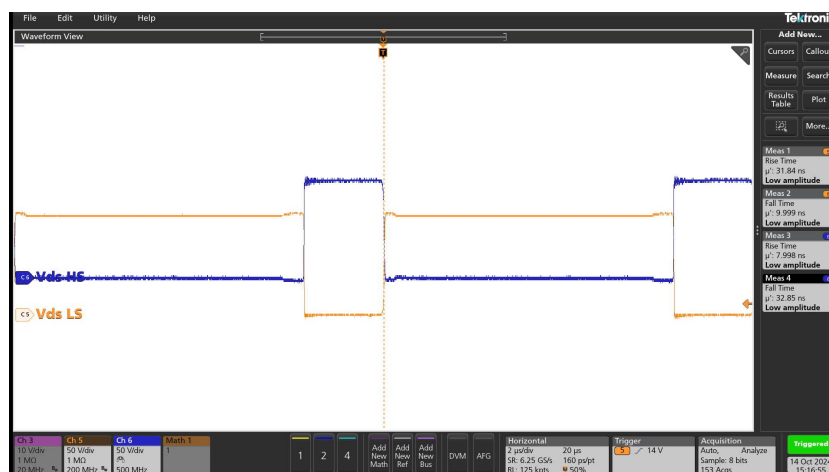 File Edit Utility Help
Tektroni
Waveform View
Add New...
T
Cursors Callou
Measure Search
Results Table Plot
More...
Meas 1
Rise Time
µ': 31.84 ns
Low amplitude
Meas 2
Fall Time
µ': 9.999 ns
Low amplitude
Meas 3
Rise Time
µ': 7.998 ns
Low amplitude
Meas 4
Fall Time
µ': 32.85 ns
Low amplitude
C6 Vds HS
C5 Vds LS
Ch 3
10 V/div
1 MΩ
20 MHz
Ch 5
50 V/div
1 MΩ
200 MHz
Ch 6
50 V/div
500 MHz
Math 1
1 2 4
Add New Math
Add New Ref
Add New Bus
DVM AFG
Horizontal
2 µs/div 20 µs
SR: 6.25 GS/s 160 ps/pt
RL: 125 kpts 50%
Trigger
5 14 V
Acquisition
Auto, Analyze
Sample: 8 bits
153 Acqs
Triggered
14 Oct 202
15:16:55